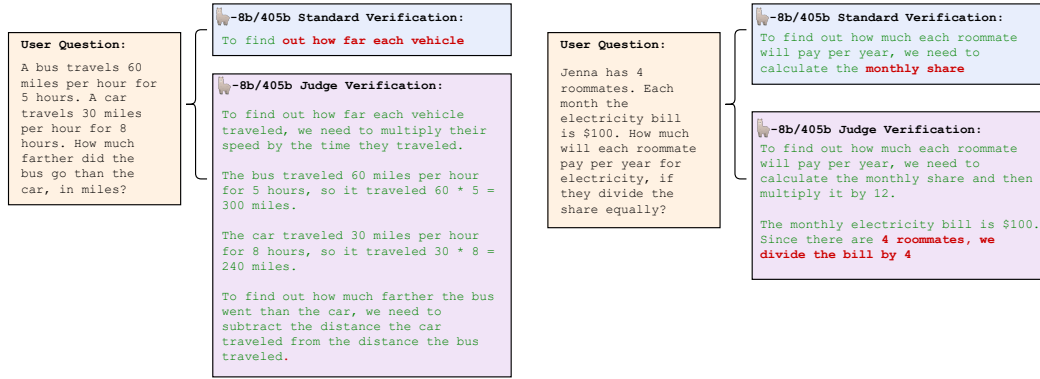 User Question:
A bus travels 60
miles per hour for
5 hours. A car
travels 30 miles
per hour for 8
hours. How much
farther did the
bus go than the
car, in miles?
-8b/405b Standard Verification:
To find out how far each vehicle
-8b/405b Judge Verification:
To find out how far each vehicle
traveled, we need to multiply their
speed by the time they traveled.
The bus traveled 60 miles per hour
for 5 hours, so it traveled 60 * 5 =
300 miles.
The car traveled 30 miles per hour
for 8 hours, so it traveled 30 * 8 =
240 miles.
To find out how much farther the bus
went than the car, we need to
subtract the distance the car
traveled from the distance the bus
traveled.
User Question:
Jenna has 4
roommates. Each
month the
electricity bill
is $100. How much
will each roommate
pay per year for
electricity, if
they divide the
share equally?
-8b/405b Standard Verification:
To find out how much each roommate
will pay per year, we need to
calculate the monthly share
-8b/405b Judge Verification:
To find out how much each roommate
will pay per year, we need to
calculate the monthly share and then
multiply it by 12.
The monthly electricity bill is $100.
Since there are 4 roommates, we
divide the bill by 4